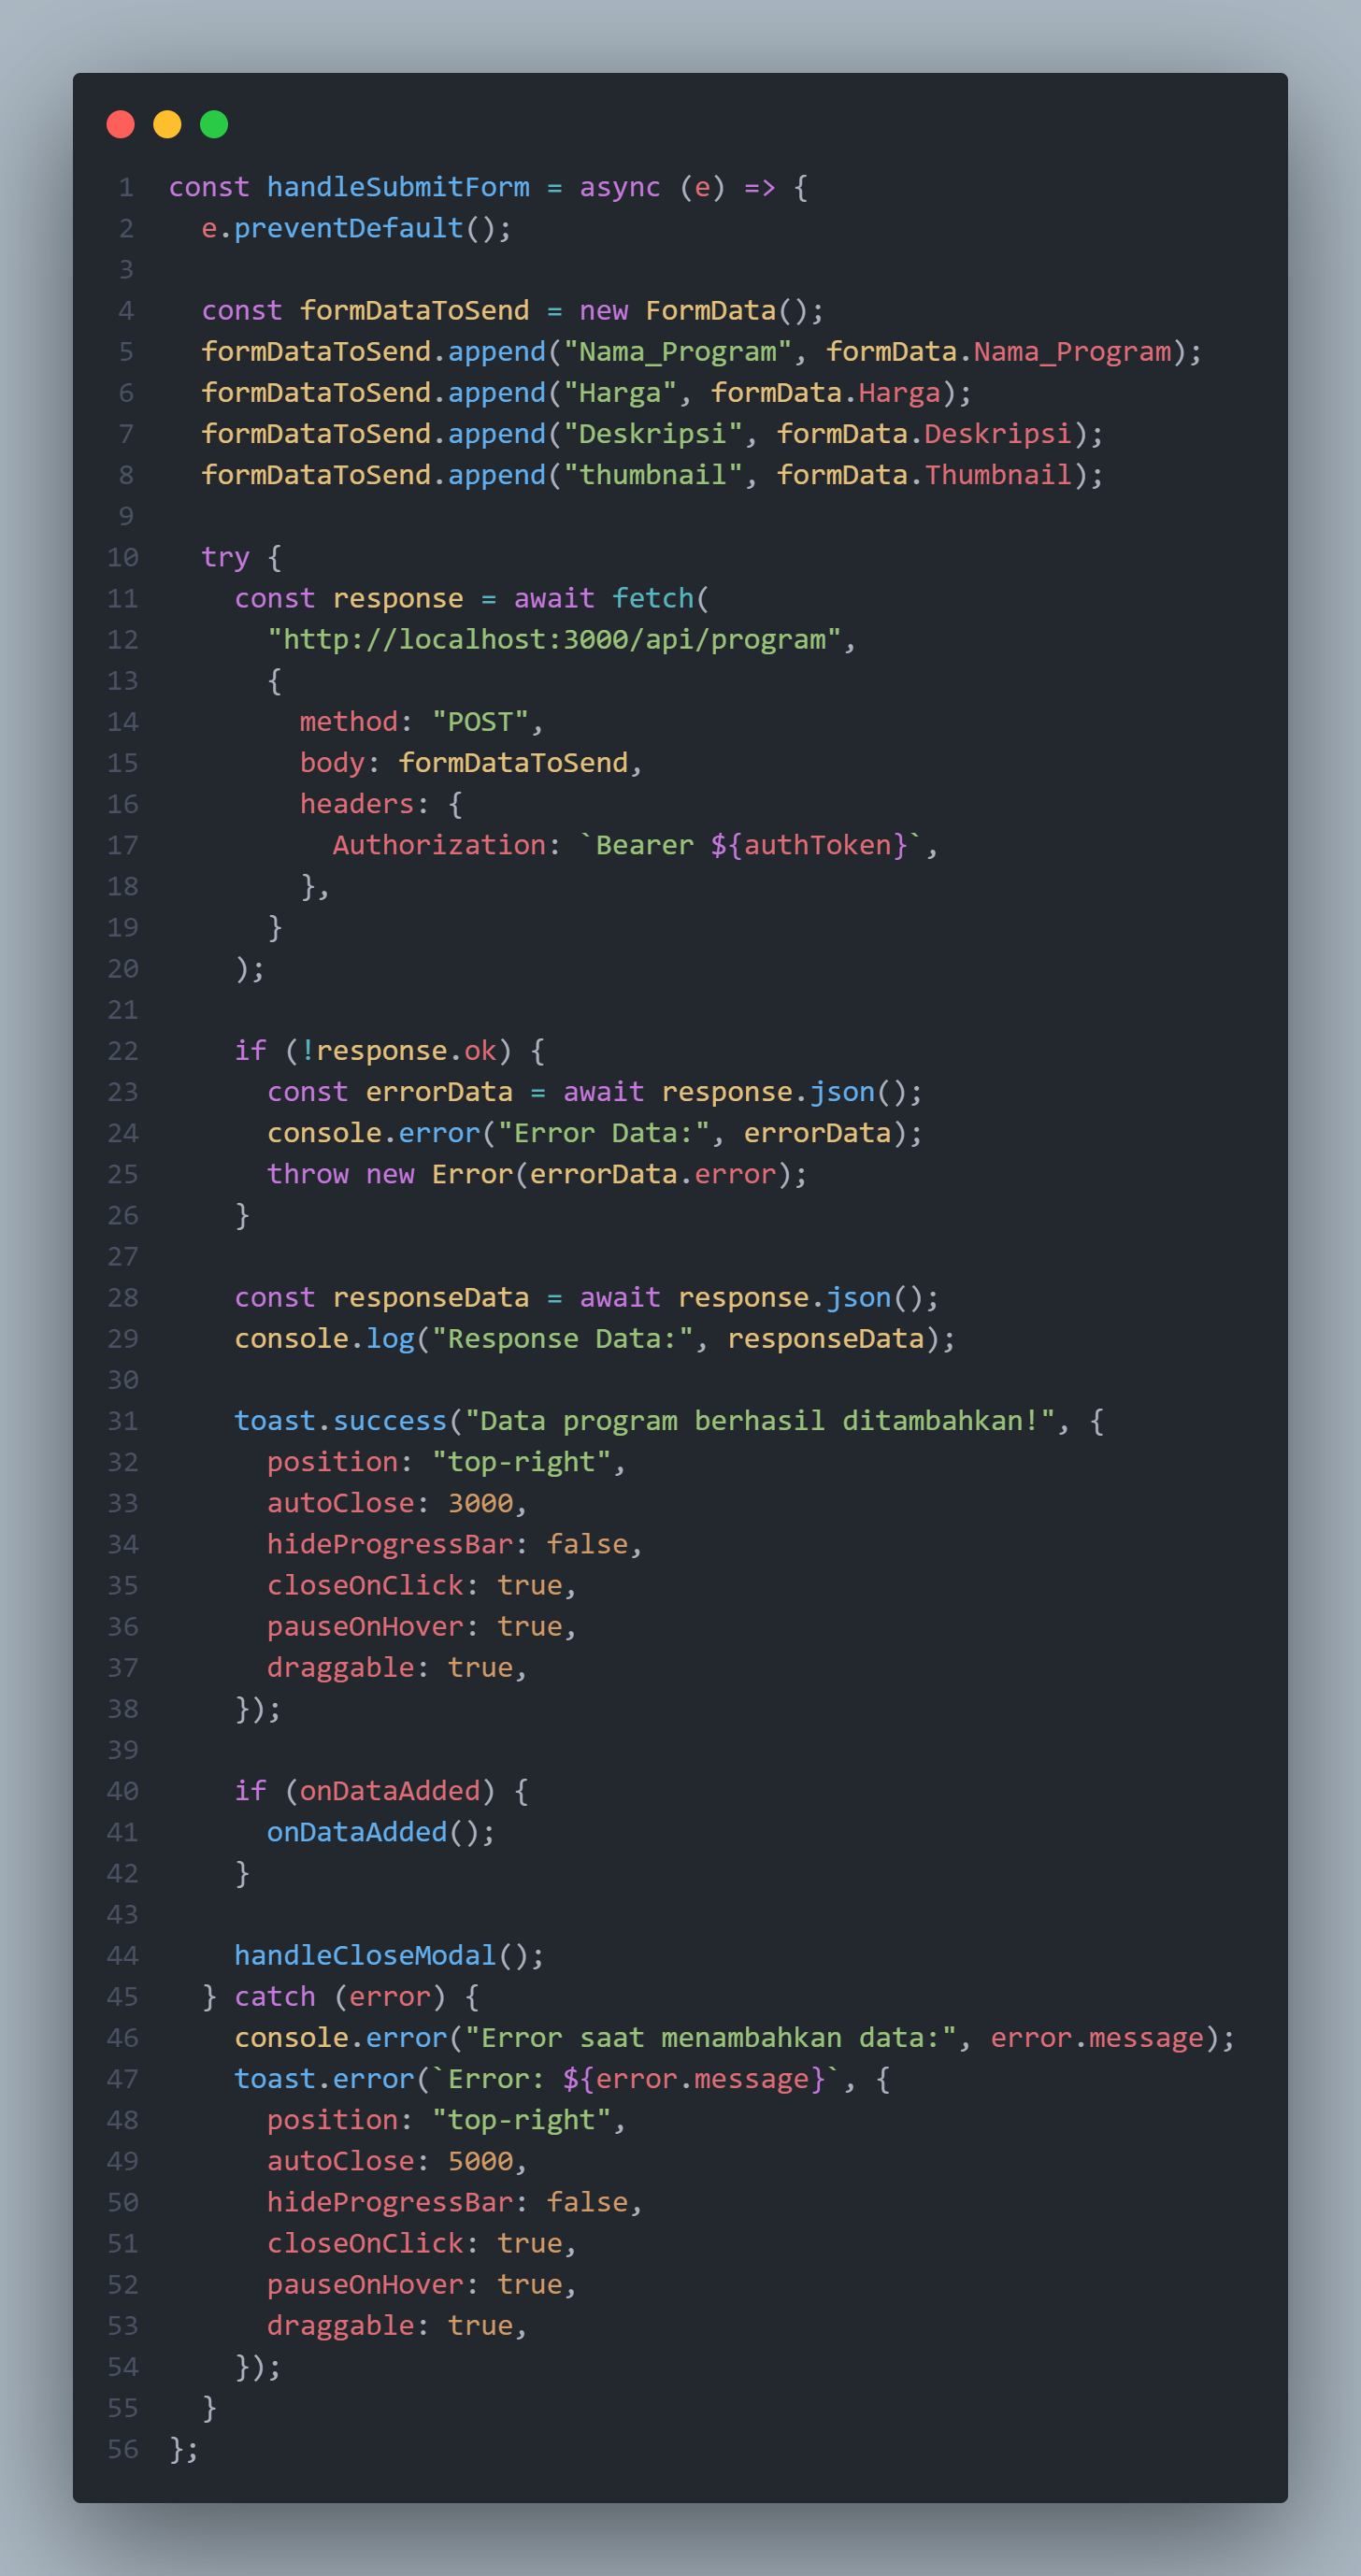 1 const handleSubmitForm = async (e) => {
2   e.preventDefault();
3
4   const formDataToSend = new FormData();
5   formDataToSend.append("Nama_Program", formData.Nama_Program);
6   formDataToSend.append("Harga", formData.Harga);
7   formDataToSend.append("Deskripsi", formData.Deskripsi);
8   formDataToSend.append("thumbnail", formData.Thumbnail);
9
10   try {
11     const response = await fetch(
12       "http://localhost:3000/api/program",
13       {
14         method: "POST",
15         body: formDataToSend,
16         headers: {
17           Authorization: `Bearer ${authToken}`,
18         },
19       }
20     );
21
22     if (!response.ok) {
23       const errorData = await response.json();
24       console.error("Error Data:", errorData);
25       throw new Error(errorData.error);
26     }
27
28     const responseData = await response.json();
29     console.log("Response Data:", responseData);
30
31     toast.success("Data program berhasil ditambahkan!", {
32       position: "top-right",
33       autoClose: 3000,
34       hideProgressBar: false,
35       closeOnClick: true,
36       pauseOnHover: true,
37       draggable: true,
38     });
39
40     if (onDataAdded) {
41       onDataAdded();
42     }
43
44     handleCloseModal();
45   } catch (error) {
46     console.error("Error saat menambahkan data:", error.message);
47     toast.error(`Error: ${error.message}`, {
48       position: "top-right",
49       autoClose: 5000,
50       hideProgressBar: false,
51       closeOnClick: true,
52       pauseOnHover: true,
53       draggable: true,
54     });
55   }
56 };